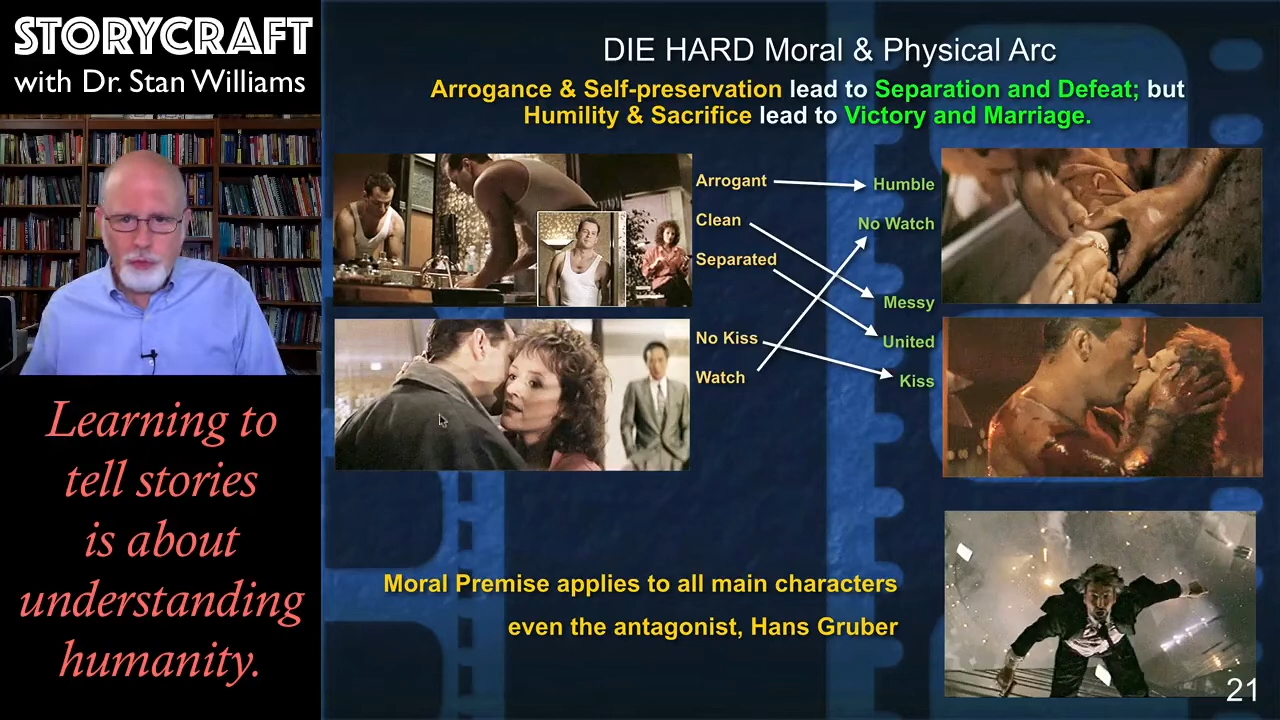 STORYCRAFT
with Dr. Stan Williams
Learning to
tell stories
is about
understanding
humanity.
DIE HARD Moral & Physical Arc
Arrogance & Self-preservation lead to Separation and Defeat; but
Humility & Sacrifice lead to Victory and Marriage.
Arrogant
Clean
Separated
No Kiss
Watch
Humble
No Watch
Messy
United
Kiss
Moral Premise applies to all main characters
even the antagonist, Hans Gruber
21